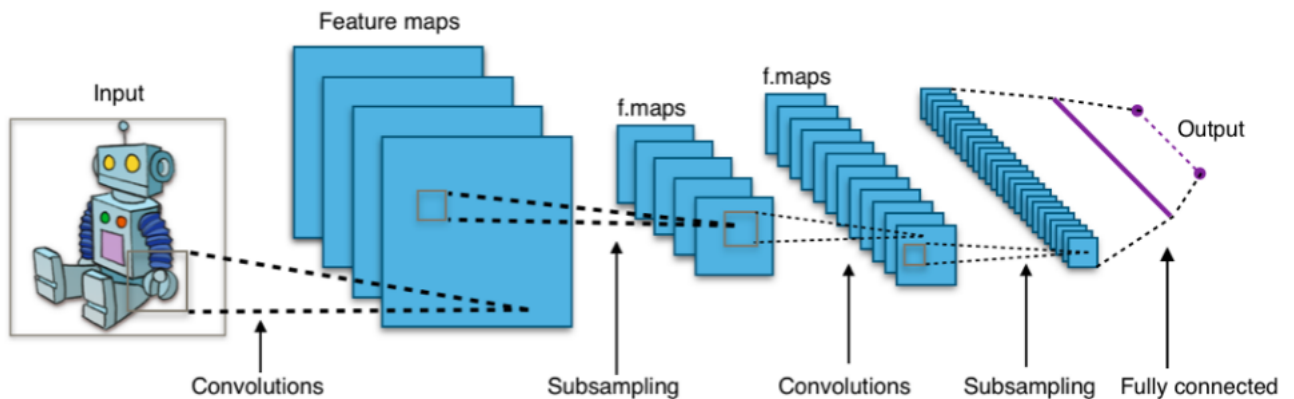 Feature maps
Input
f.maps
f.maps
Output
Convolutions
Subsampling
Convolutions
Subsampling
Fully connected